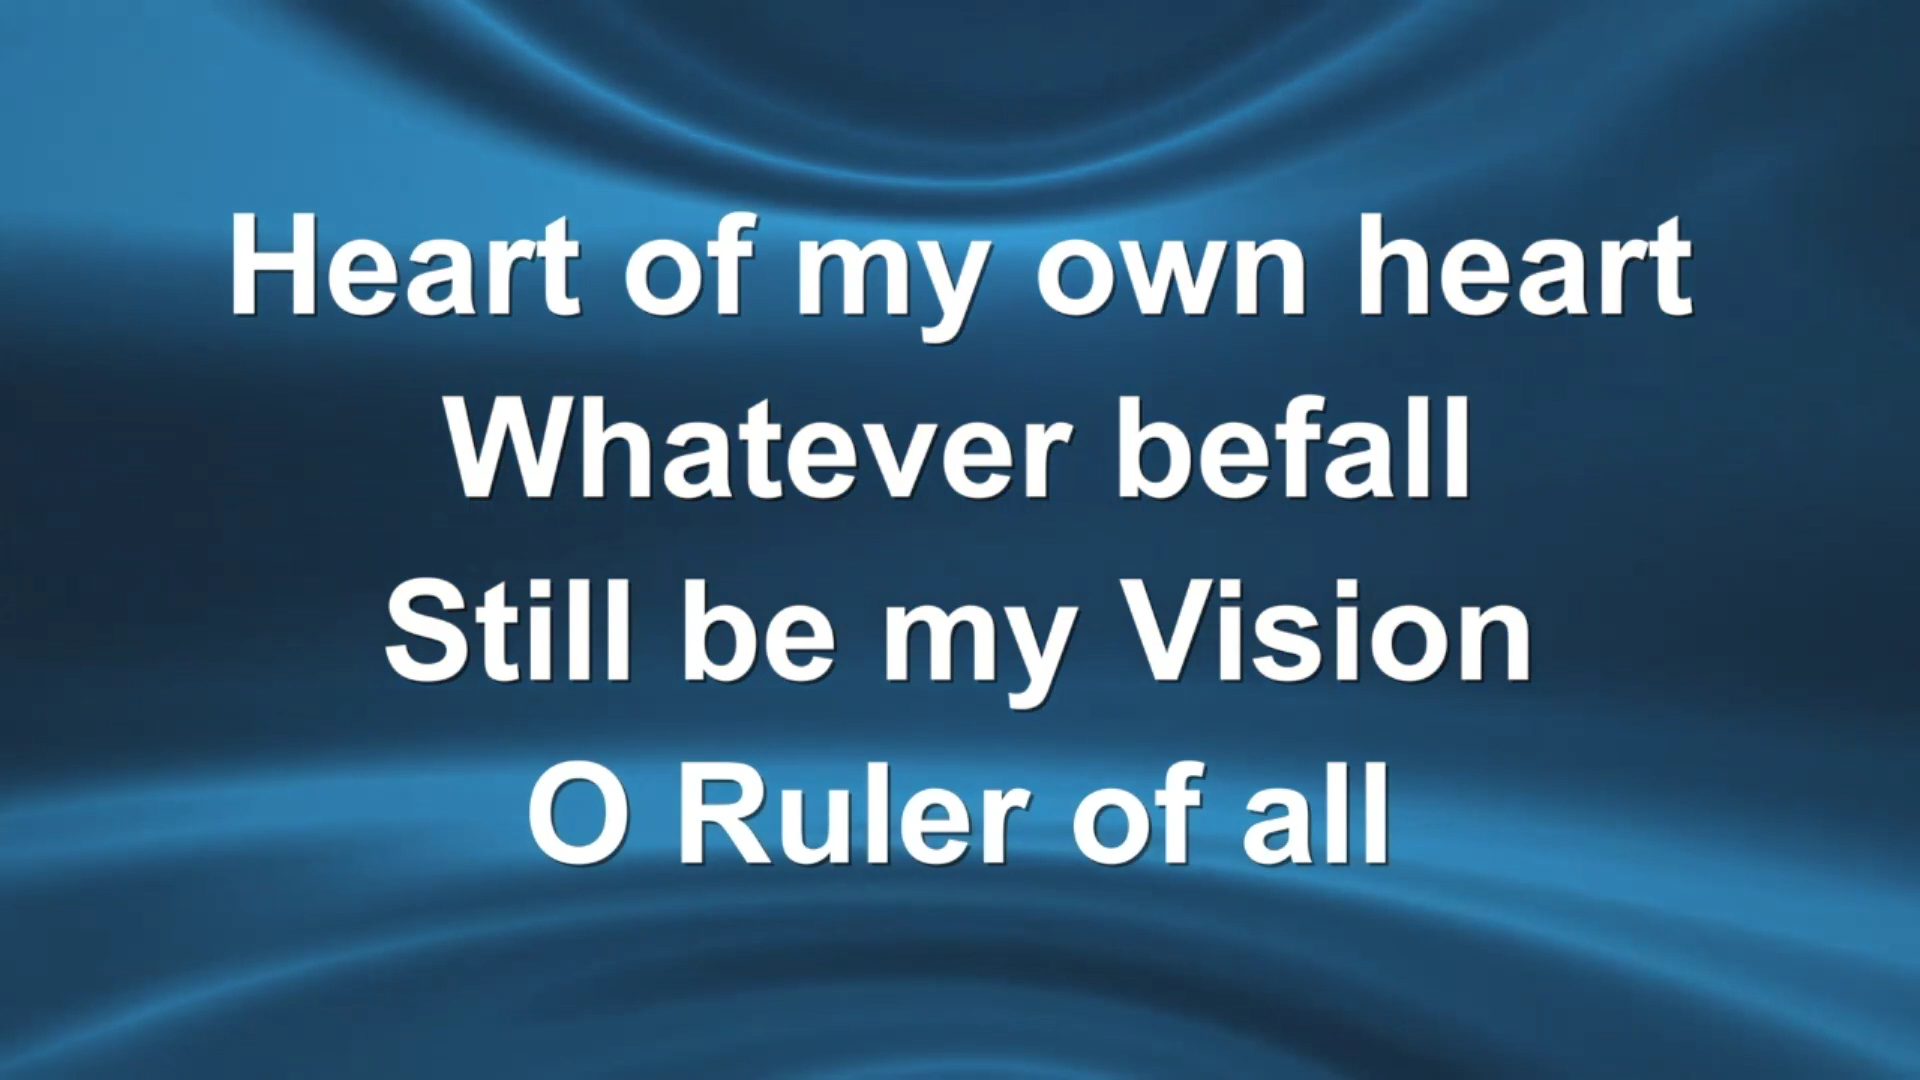 Heart of my own heart
Whatever befall
Still be my Vision
O Ruler of all